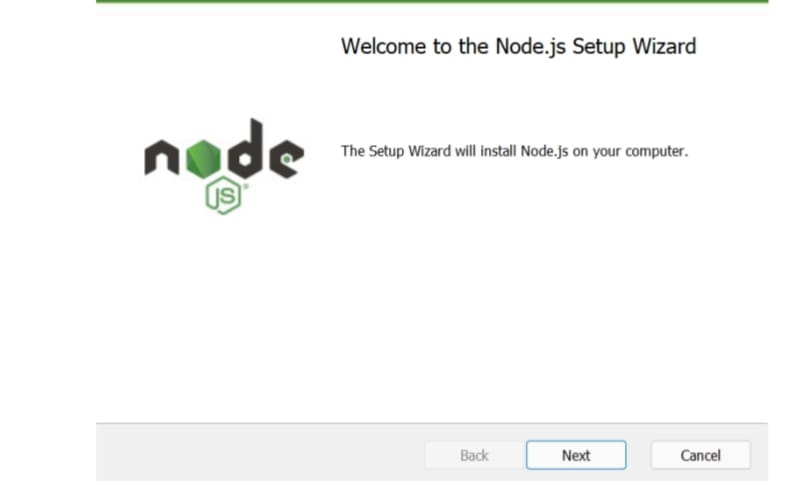 Welcome to the Node.js Setup Wizard
node
JS
The Setup Wizard will install Node.js on your computer.
Back
Next
Cancel